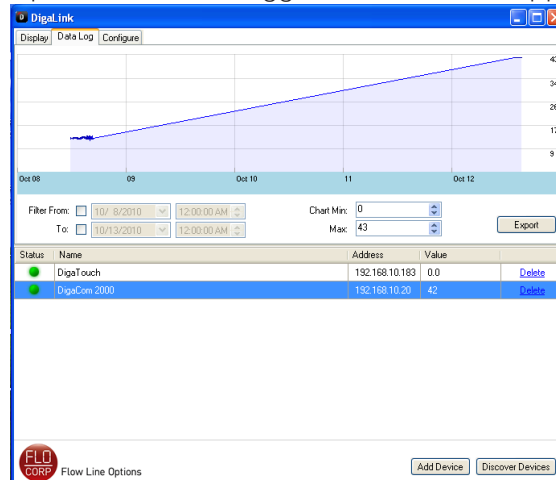 DigaLink
Display Data Log Configure
43
34
26
17
9
Oct 08 09 Oct 10 11 Oct 12
Filter From: 10/ 8/2010 12:00:00 AM Chart Min: 0
To: 10/13/2010 12:00:00 AM Max: 43 Export
Status Name Address Value
DigaTouch 192.168.10.183 0.0 Delete
DigaCom 2000 192.168.10.20 42 Delete
FLO
CORP Flow Line Options Add Device Discover Devices